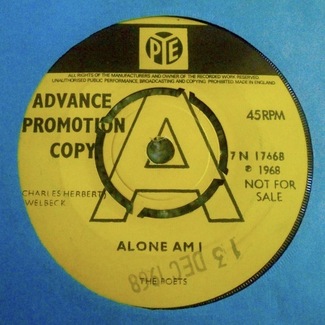 PYE
ALL RIGHTS OF THE MANUFACTURERS AND OWNER OF THE RECORDED WORK RESERVED.
UNAUTHORISED PUBLIC PERFORMANCE BROADCASTING AND COPYING PROHIBITED. MADE IN ENGLAND.
ADVANCE
PROMOTION
COPY
45RPM
A
7N 17668
℗ 1968
NOT FOR
SALE
CHARLES HERBERT
WELBECK
ALONE AM I
13 DEC 1968
THE POETS